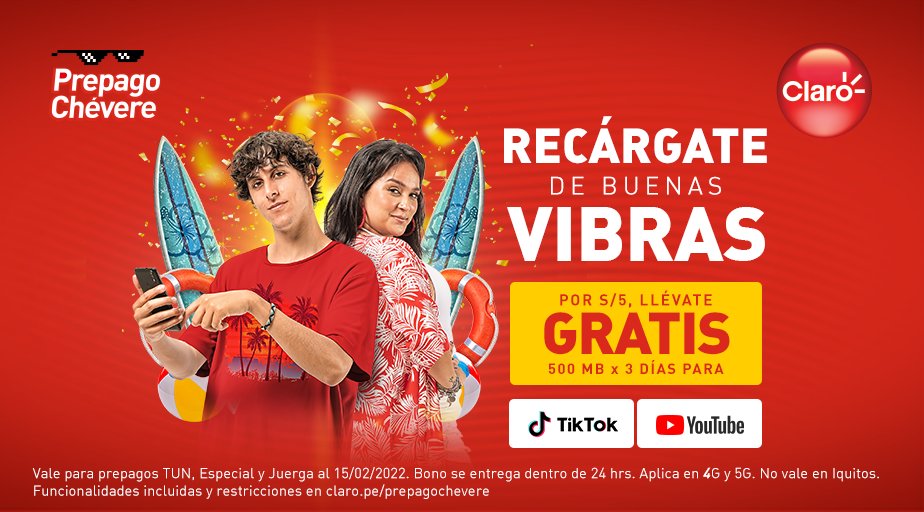 Prepago
Chévere
Claro
RECÁRGATE
DE BUENAS
VIBRAS
POR S/5, LLÉVATE
GRATIS
500 MB x 3 DÍAS PARA
TikTok
YouTube
Vale para prepagos TUN, Especial y Juerga al 15/02/2022. Bono se entrega dentro de 24 hrs. Aplica en 4G y 5G. No vale en Iquitos.
Funcionalidades incluidas y restricciones en claro.pe/prepagochevere